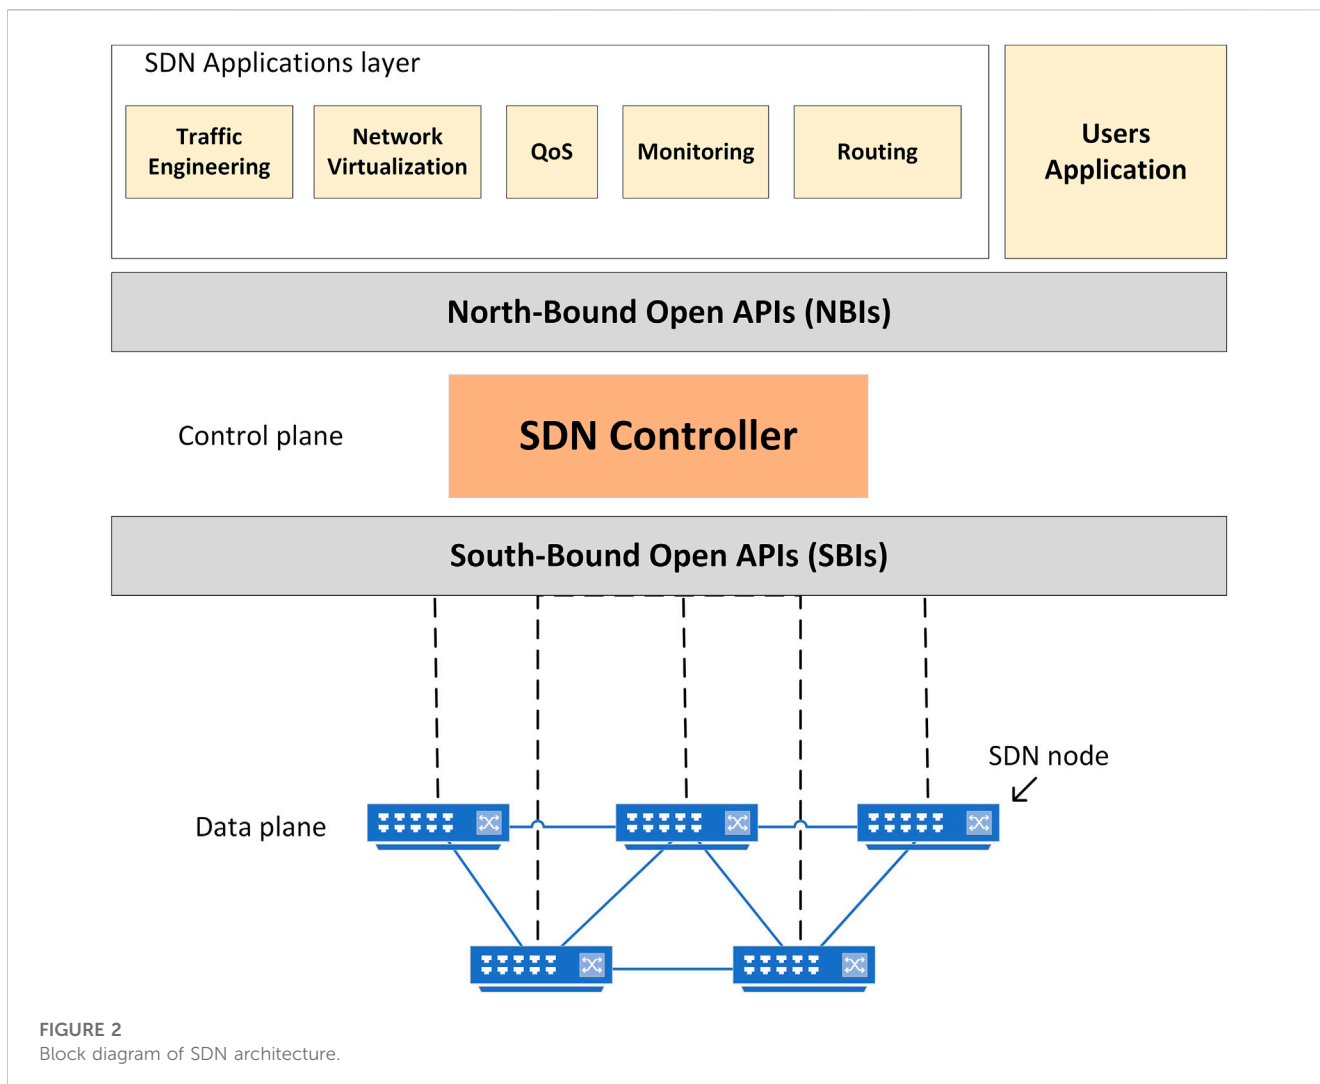 SDN Applications layer
Traffic
Engineering
Network
Virtualization
QoS
Monitoring
Routing
Users
Application
North-Bound Open APIs (NBIs)
Control plane
SDN Controller
South-Bound Open APIs (SBIs)
SDN node
Data plane
FIGURE 2
Block diagram of SDN architecture.